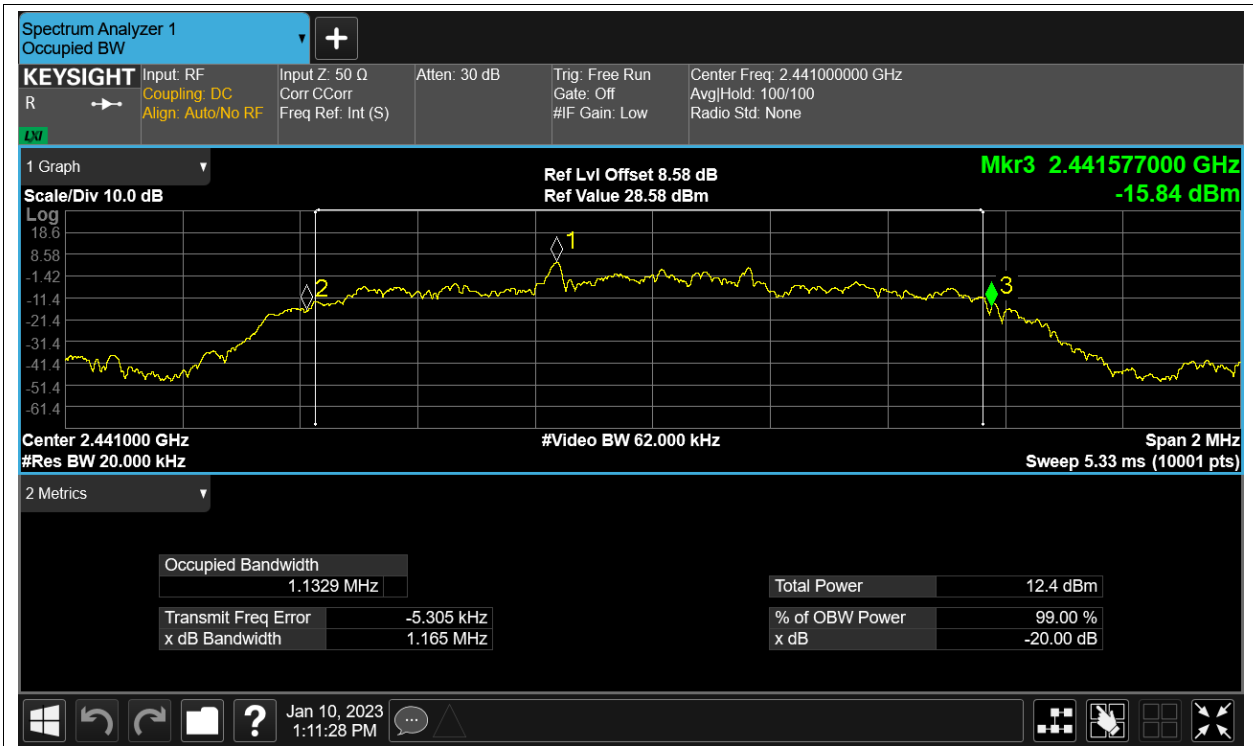 Spectrum Analyzer 1
Occupied BW
KEYSIGHT
R
LXI
Input: RF
Coupling: DC
Align: Auto/No RF
Input Z: 50 Ω
Corr CCorr
Freq Ref: Int (S)
Atten: 30 dB
Trig: Free Run
Gate: Off
#IF Gain: Low
Center Freq: 2.441000000 GHz
Avg|Hold: 100/100
Radio Std: None
1 Graph
Scale/Div 10.0 dB
Ref Lvl Offset 8.58 dB
Ref Value 28.58 dBm
Mkr3 2.441577000 GHz
-15.84 dBm
Log
18.6
8.58
-1.42
-11.4
-21.4
-31.4
-41.4
-51.4
-61.4
1
2
3
Center 2.441000 GHz
#Video BW 62.000 kHz
Span 2 MHz
#Res BW 20.000 kHz
Sweep 5.33 ms (10001 pts)
2 Metrics
Occupied Bandwidth
1.1329 MHz
Total Power 12.4 dBm
Transmit Freq Error -5.305 kHz
% of OBW Power 99.00 %
x dB Bandwidth 1.165 MHz
x dB -20.00 dB
?
Jan 10, 2023
1:11:28 PM